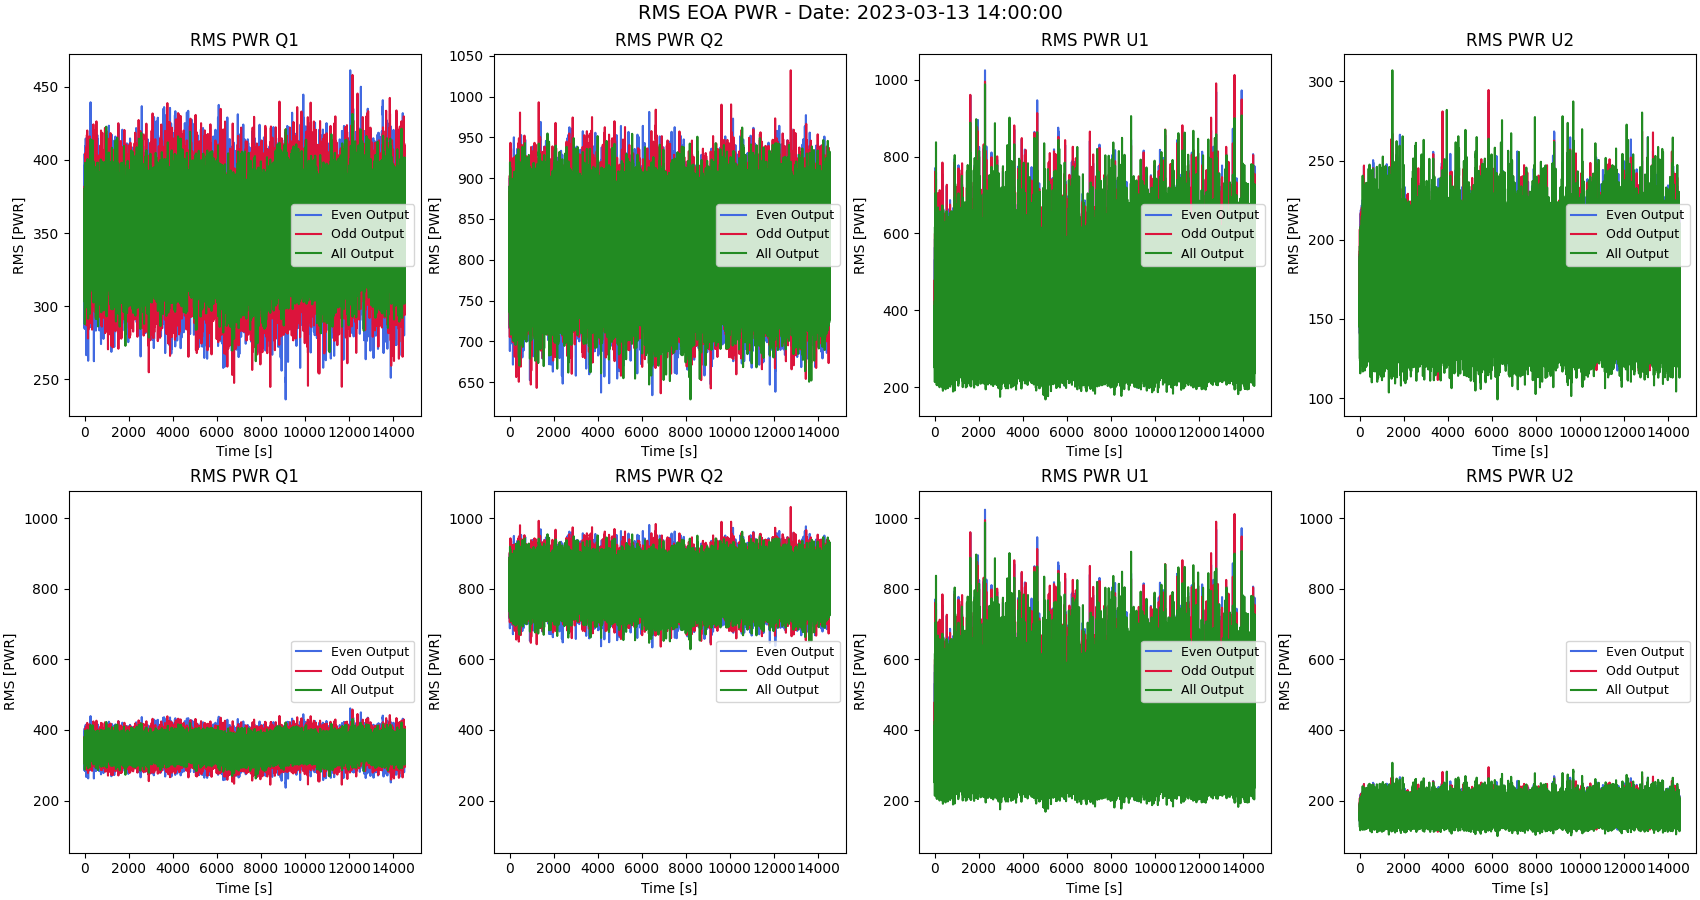 RMS EOA PWR - Date: 2023-03-13 14:00:00
RMS PWR Q1
RMS [PWR]
450
400
350
300
250
Even Output
Odd Output
All Output
0 2000 4000 6000 8000 10000 12000 14000
Time [s]
RMS PWR Q2
RMS [PWR]
1050
1000
950
900
850
800
750
700
650
Even Output
Odd Output
All Output
0 2000 4000 6000 8000 10000 12000 14000
Time [s]
RMS PWR U1
RMS [PWR]
1000
800
600
400
200
Even Output
Odd Output
All Output
0 2000 4000 6000 8000 10000 12000 14000
Time [s]
RMS PWR U2
RMS [PWR]
300
250
200
150
100
Even Output
Odd Output
All Output
0 2000 4000 6000 8000 10000 12000 14000
Time [s]
RMS PWR Q1
RMS [PWR]
1000
800
600
400
200
Even Output
Odd Output
All Output
0 2000 4000 6000 8000 10000 12000 14000
Time [s]
RMS PWR Q2
RMS [PWR]
1000
800
600
400
200
Even Output
Odd Output
All Output
0 2000 4000 6000 8000 10000 12000 14000
Time [s]
RMS PWR U1
RMS [PWR]
1000
800
600
400
200
Even Output
Odd Output
All Output
0 2000 4000 6000 8000 10000 12000 14000
Time [s]
RMS PWR U2
RMS [PWR]
1000
800
600
400
200
Even Output
Odd Output
All Output
0 2000 4000 6000 8000 10000 12000 14000
Time [s]